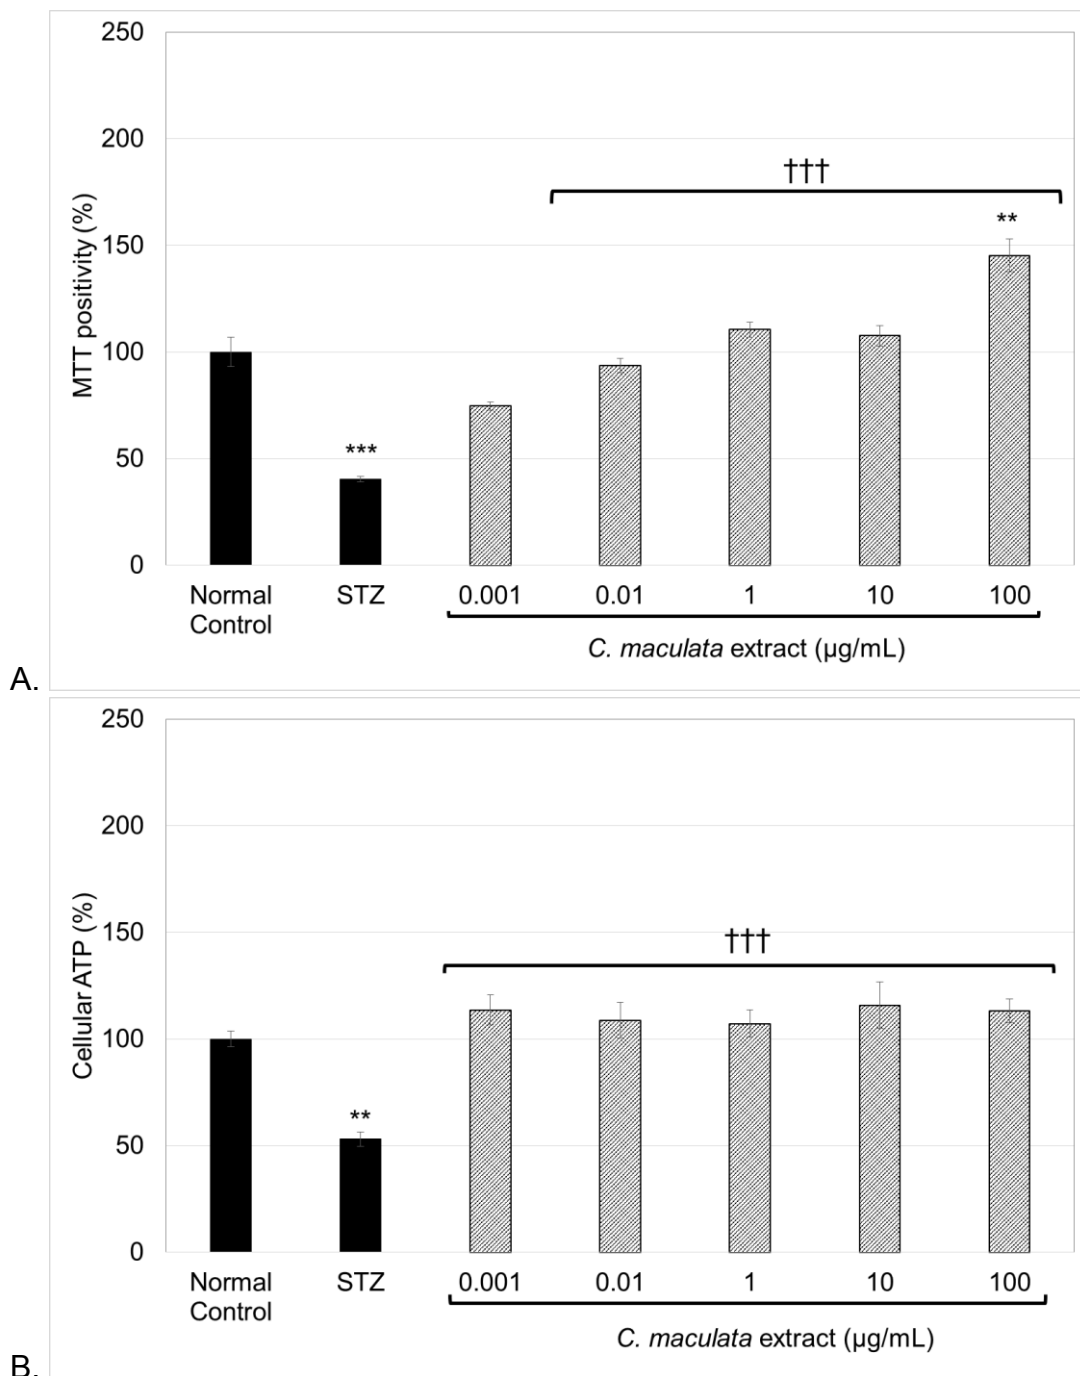 250
200
150
100
50
0
MTT positivity (%)
†††
**
***
Normal Control
STZ
0.001
0.01
1
10
100
C. maculata extract (µg/mL)
A.
250
200
150
100
50
0
Cellular ATP (%)
†††
**
Normal Control
STZ
0.001
0.01
1
10
100
C. maculata extract (µg/mL)
B.